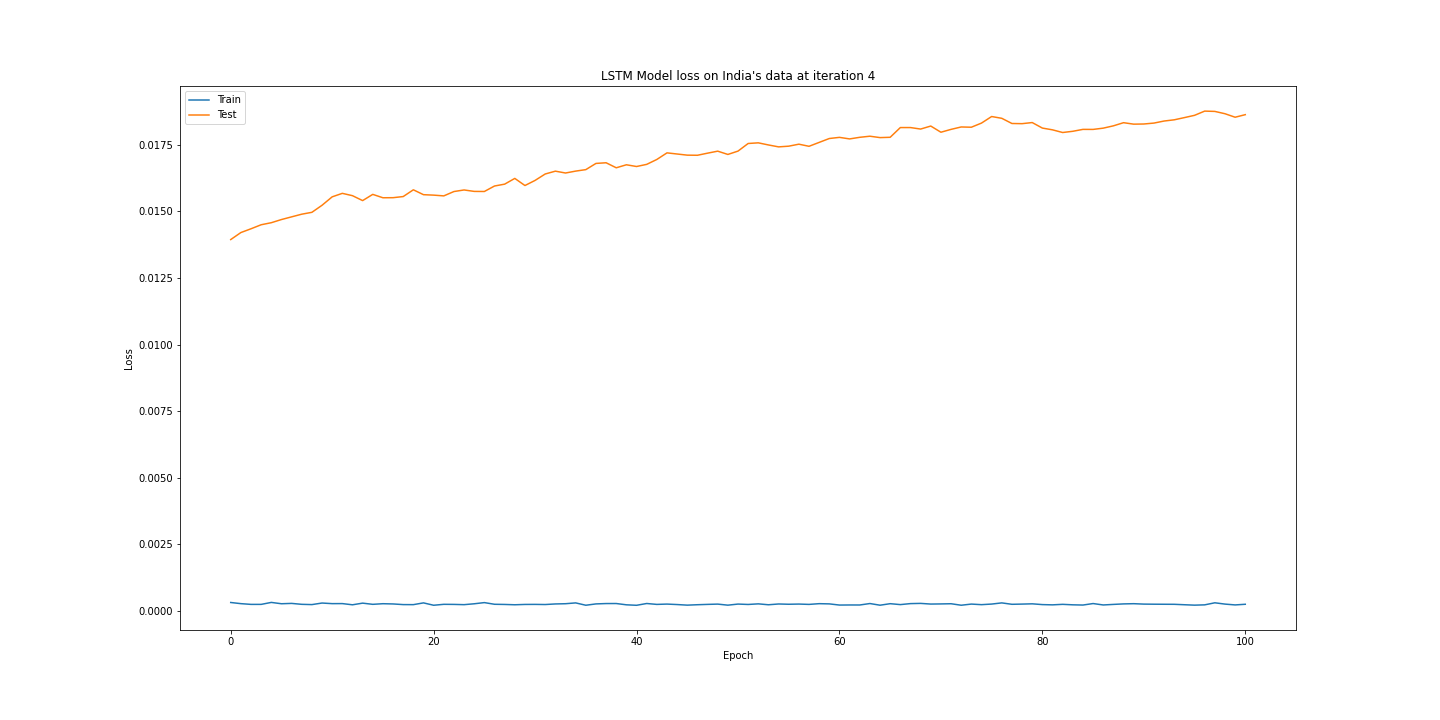 LSTM Model loss on India's data at iteration 4
Train
Test
0.0175
0.0150
0.0125
0.0100
0.0075
0.0050
0.0025
0.0000
Loss
0 20 40 60 80 100
Epoch